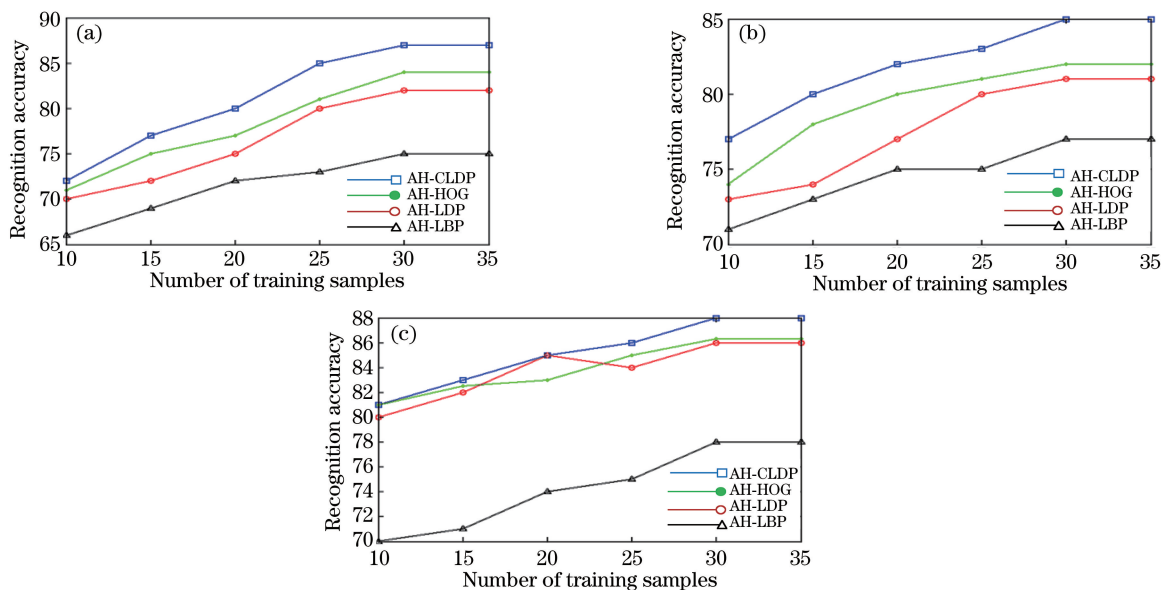 (a)
Recognition accuracy
90
85
80
75
70
65
AH-CLDP
AH-HOG
AH-LDP
AH-LBP
10 15 20 25 30 35
Number of training samples
(b)
Recognition accuracy
85
80
75
70
AH-CLDP
AH-HOG
AH-LDP
AH-LBP
10 15 20 25 30 35
Number of training samples
(c)
Recognition accuracy
88
86
84
82
80
78
76
74
72
70
AH-CLDP
AH-HOG
AH-LDP
AH-LBP
10 15 20 25 30 35
Number of training samples